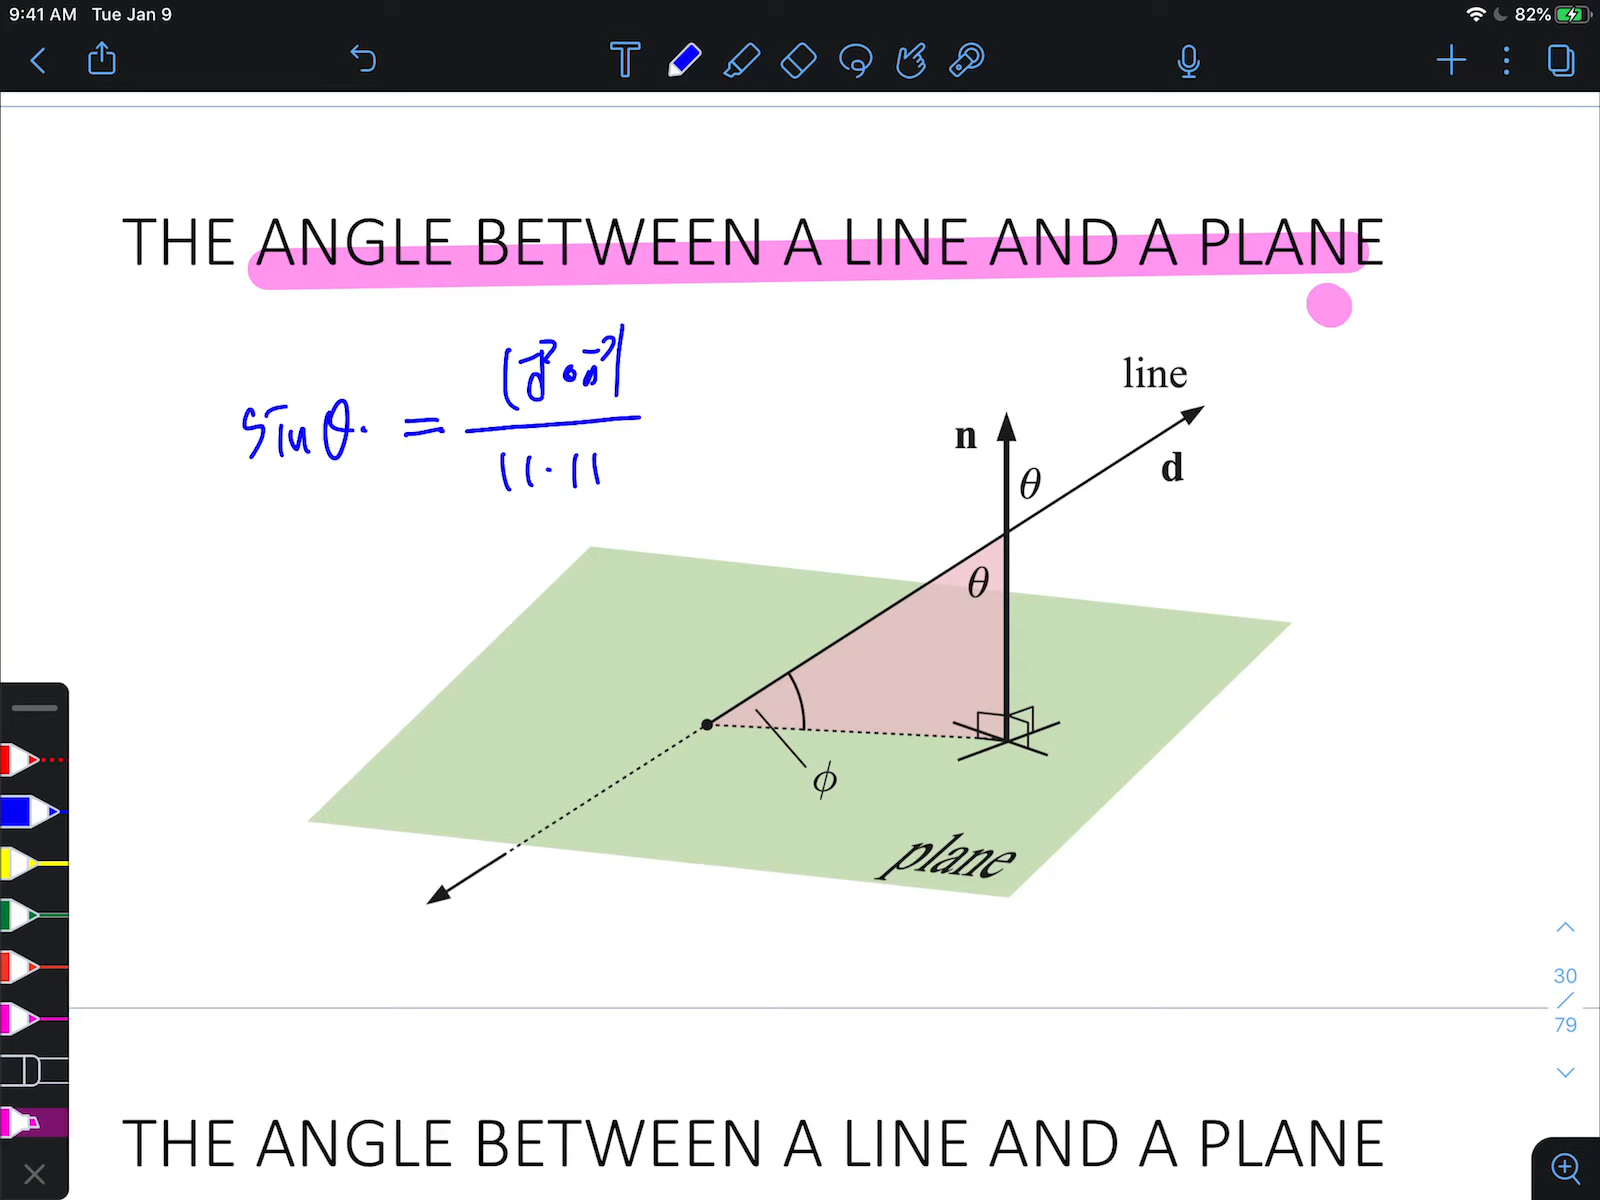 9:41 AM Tue Jan 9 82%
THE ANGLE BETWEEN A LINE AND A PLANE
sin θ. = |d⃗ • n⃗| / || · ||
line
n
θ
d
θ
ϕ
plane
30
/
79
THE ANGLE BETWEEN A LINE AND A PLANE